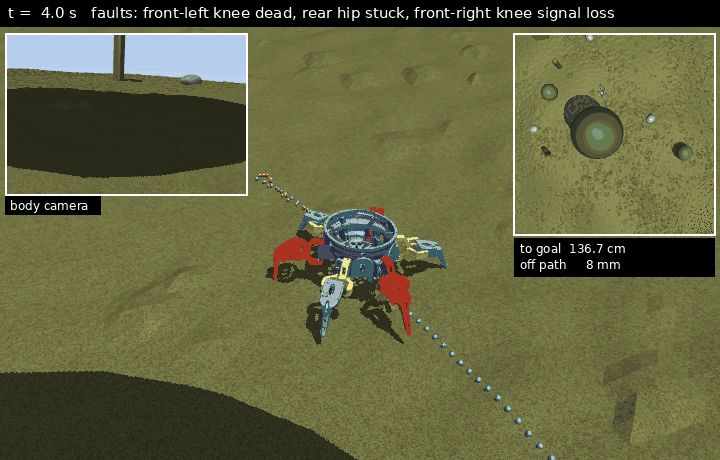 t = 4.0 s faults: front-left knee dead, rear hip stuck, front-right knee signal loss
body camera
to goal 136.7 cm
off path 8 mm